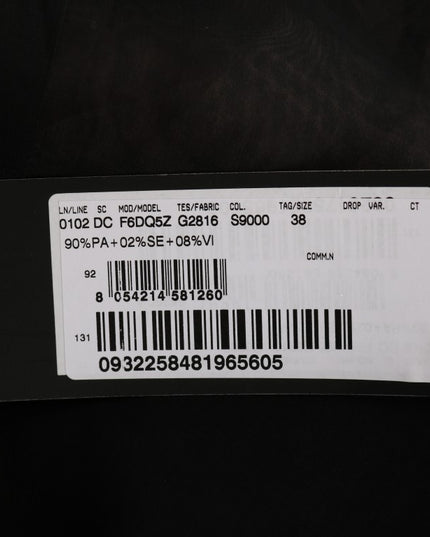 LN/LINE SC MOD/MODEL TES/FABRIC COL. TAG/SIZE DROP VAR. CT
0102 DC F6DQ5Z G2816 S9000 38
90%PA+02%SE+08%VI
COMM.N
92
8 054214 581260
131
0932258481965605